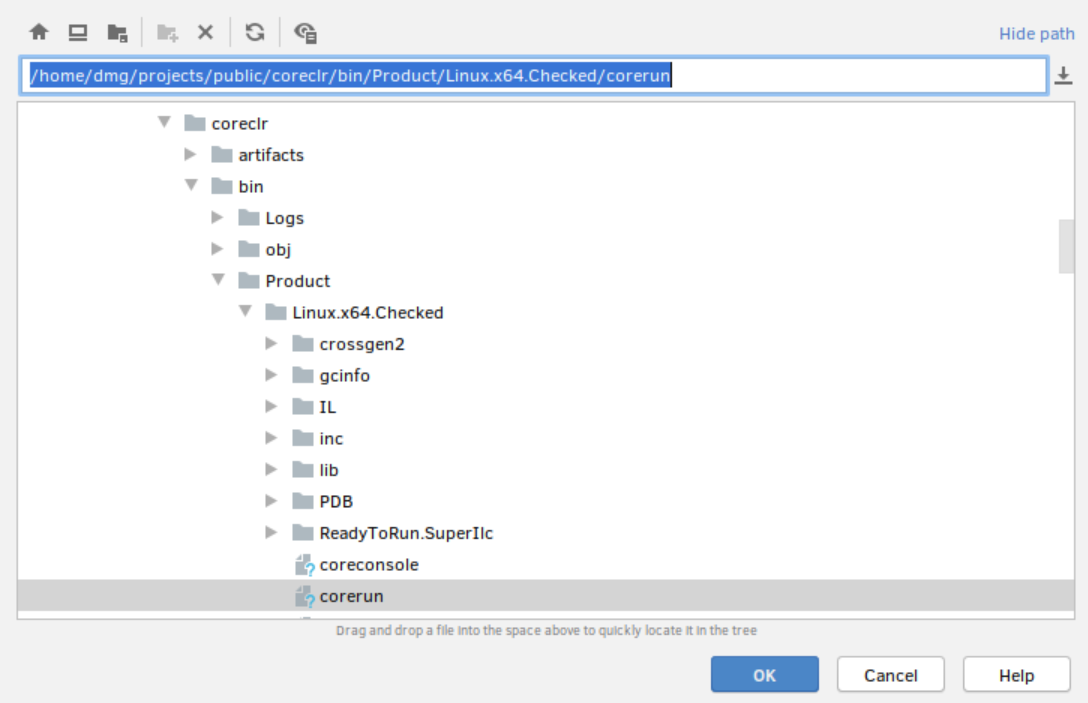 Hide path
/home/dmg/projects/public/coreclr/bin/Product/Linux.x64.Checked/corerun
coreclr
artifacts
bin
Logs
obj
Product
Linux.x64.Checked
crossgen2
gcinfo
IL
inc
lib
PDB
ReadyToRun.SuperIlc
coreconsole
corerun
Drag and drop a file into the space above to quickly locate it in the tree
OK Cancel Help